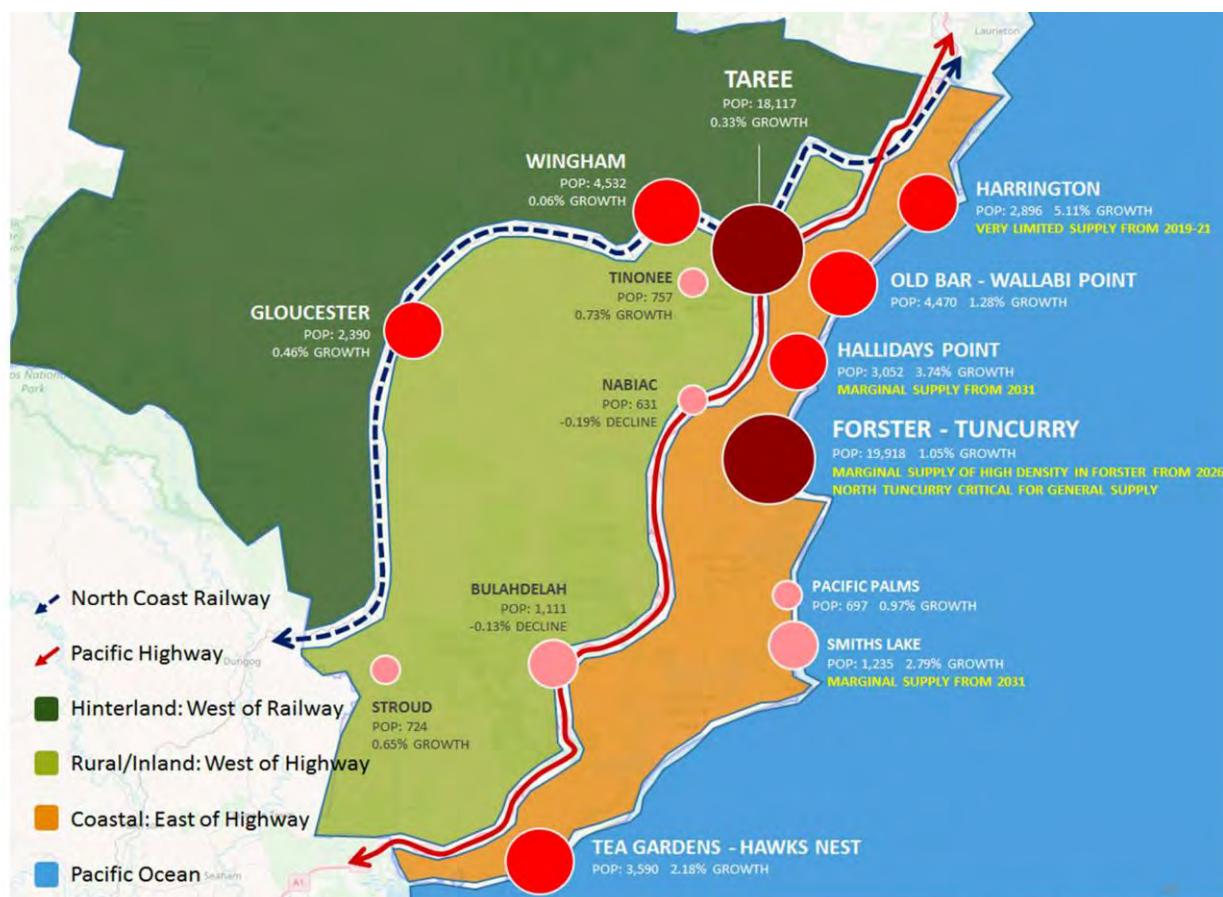 Laurieton
TAREE
POP: 18,117
0.33% GROWTH
WINGHAM
POP: 4,532
0.06% GROWTH
HARRINGTON
POP: 2,896 5.11% GROWTH
VERY LIMITED SUPPLY FROM 2019-21
TINONEE
POP: 757
0.73% GROWTH
OLD BAR - WALLABI POINT
POP: 4,470 1.28% GROWTH
GLOUCESTER
POP: 2,390
0.46% GROWTH
HALLIDAYS POINT
POP: 3,052 3.74% GROWTH
MARGINAL SUPPLY FROM 2031
Park
NABIAC
POP: 631
-0.19% DECLINE
FORSTER - TUNCURRY
POP: 19,918 1.05% GROWTH
MARGINAL SUPPLY OF HIGH DENSITY IN FORSTER FROM 2026
NORTH TUNCURRY CRITICAL FOR GENERAL SUPPLY
BULAHDELAH
POP: 1,111
-0.13% DECLINE
PACIFIC PALMS
POP: 697 0.97% GROWTH
SMITHS LAKE
POP: 1,235 2.79% GROWTH
MARGINAL SUPPLY FROM 2031
STROUD
POP: 724
0.65% GROWTH
TEA GARDENS - HAWKS NEST
POP: 3,590 2.18% GROWTH
North Coast Railway
Pacific Highway
Dungog
Hinterland: West of Railway
Rural/Inland: West of Highway
Coastal: East of Highway
Pacific Ocean
Seaham
A1